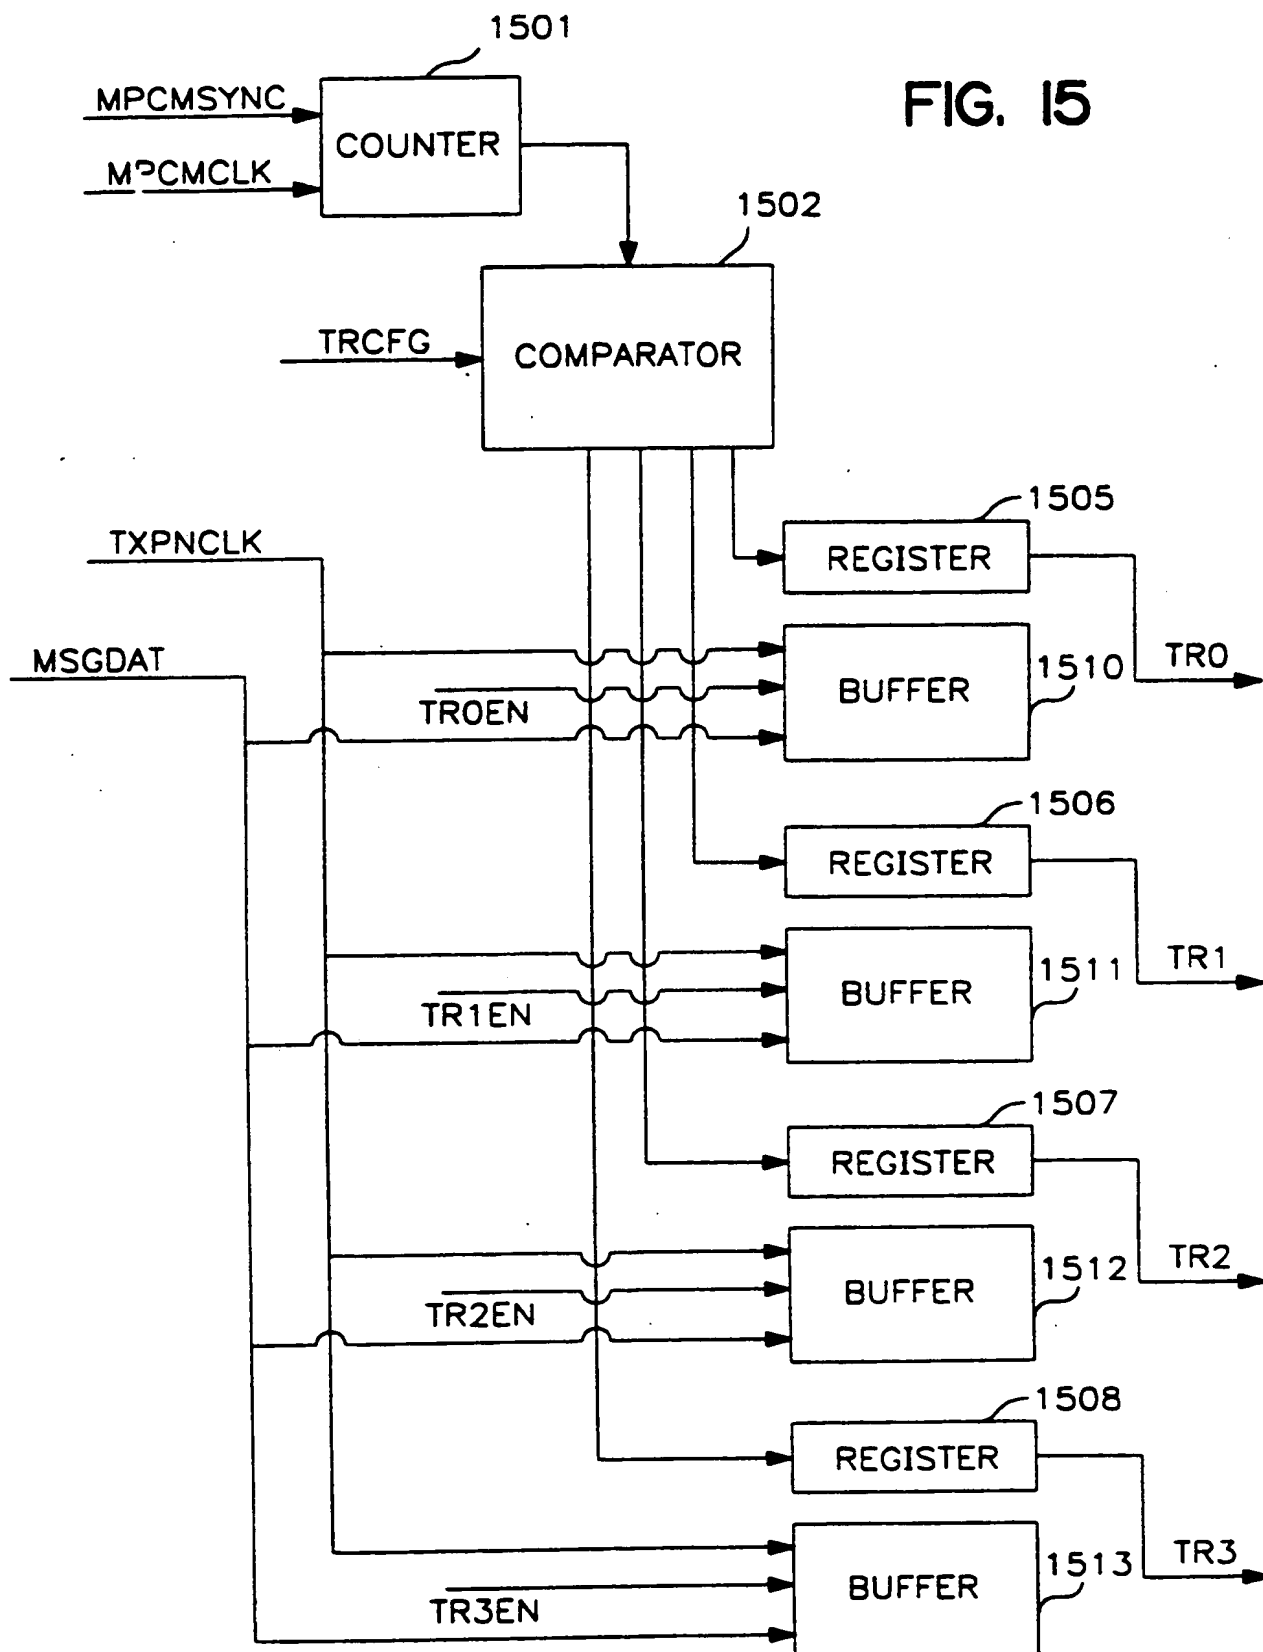 1501
FIG. 15
MPCMSYNC
COUNTER
MPCMCLK
1502
TRCFG
COMPARATOR
1505
TXPNCLK
REGISTER
MSGDAT
TR0
1510
BUFFER
TR0EN
1506
REGISTER
TR1
1511
BUFFER
TR1EN
1507
REGISTER
TR2
1512
BUFFER
TR2EN
1508
REGISTER
TR3
1513
BUFFER
TR3EN